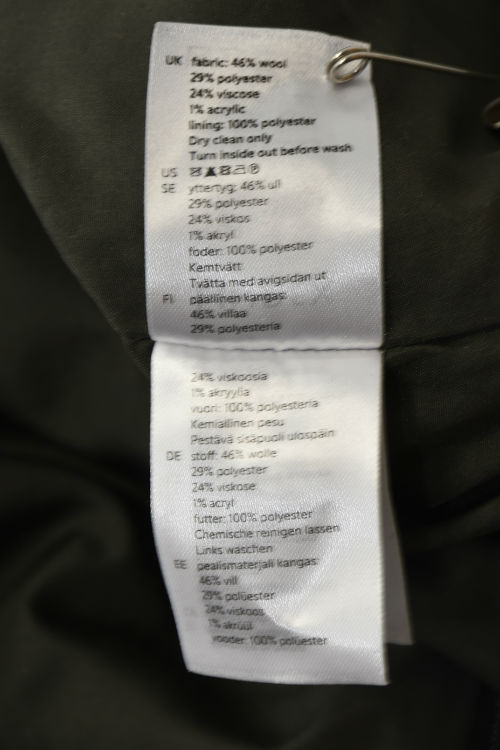 UK fabric: 46% wool
29% polyester
24% viscose
1% acrylic
lining: 100% polyester
Dry clean only
Turn inside out before wash
US
SE yttertyg: 46% ull
29% polyester
24% viskos
1% akryl
foder: 100% polyester
Kemtvätt
Tvätta med avigsidan ut
FI päällinen kangas:
46% villaa
29% polyesteria
24% viskoosia
1% akryylia
vuori: 100% polyesteria
Kemiallinen pesu
Pestävä sisäpuoli ulospäin
DE stoff: 46% wolle
29% polyester
24% viskose
1% acryl
futter: 100% polyester
Chemische reinigen lassen
Links waschen
EE pealismaterjali kangas:
46% vill
29% polüester
24% viskoos
1% akrüül
vooder: 100% polüester